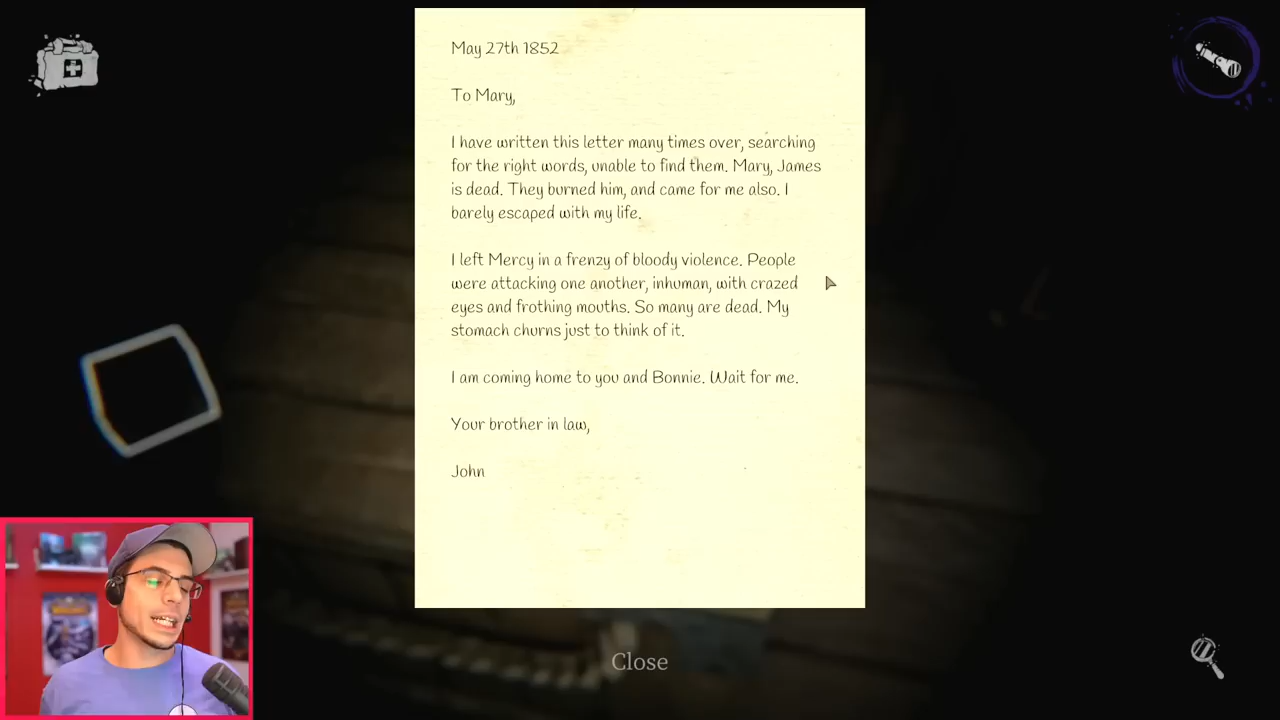 May 27th 1852
To Mary,
I have written this letter many times over, searching
for the right words, unable to find them. Mary, James
is dead. They burned him, and came for me also. I
barely escaped with my life.
I left Mercy in a frenzy of bloody violence. People
were attacking one another, inhuman, with crazed
eyes and frothing mouths. So many are dead. My
stomach churns just to think of it.
I am coming home to you and Bonnie. Wait for me.
Your brother in law,
John
Close